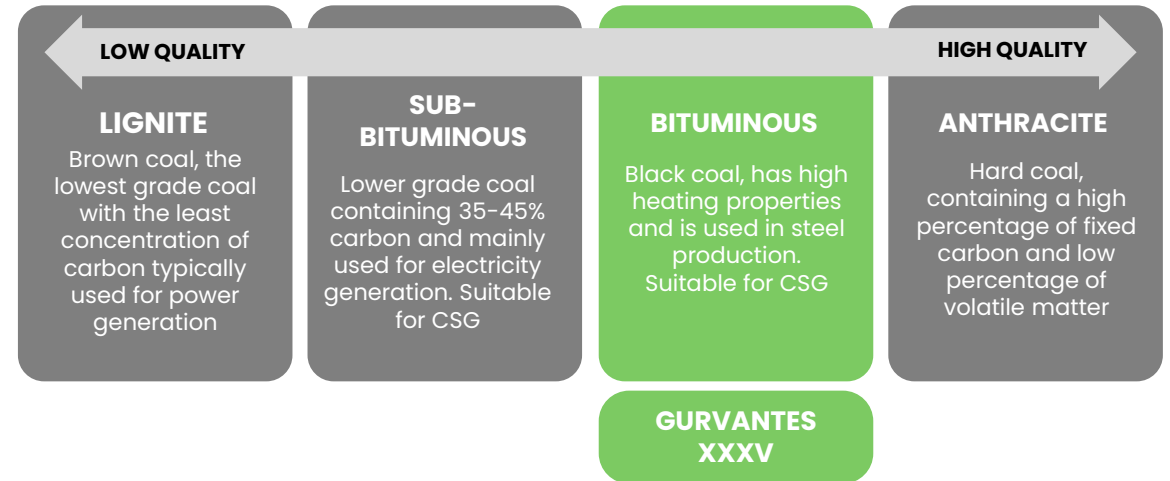 LOW QUALITY
HIGH QUALITY
LIGNITE
Brown coal, the
lowest grade coal
with the least
concentration of
carbon typically
used for power
generation
SUB-
BITUMINOUS
Lower grade coal
containing 35-45%
carbon and mainly
used for electricity
generation. Suitable
for CSG
BITUMINOUS
Black coal, has high
heating properties
and is used in steel
production.
Suitable for CSG
ANTHRACITE
Hard coal,
containing a high
percentage of fixed
carbon and low
percentage of
volatile matter
GURVANTES
XXXV